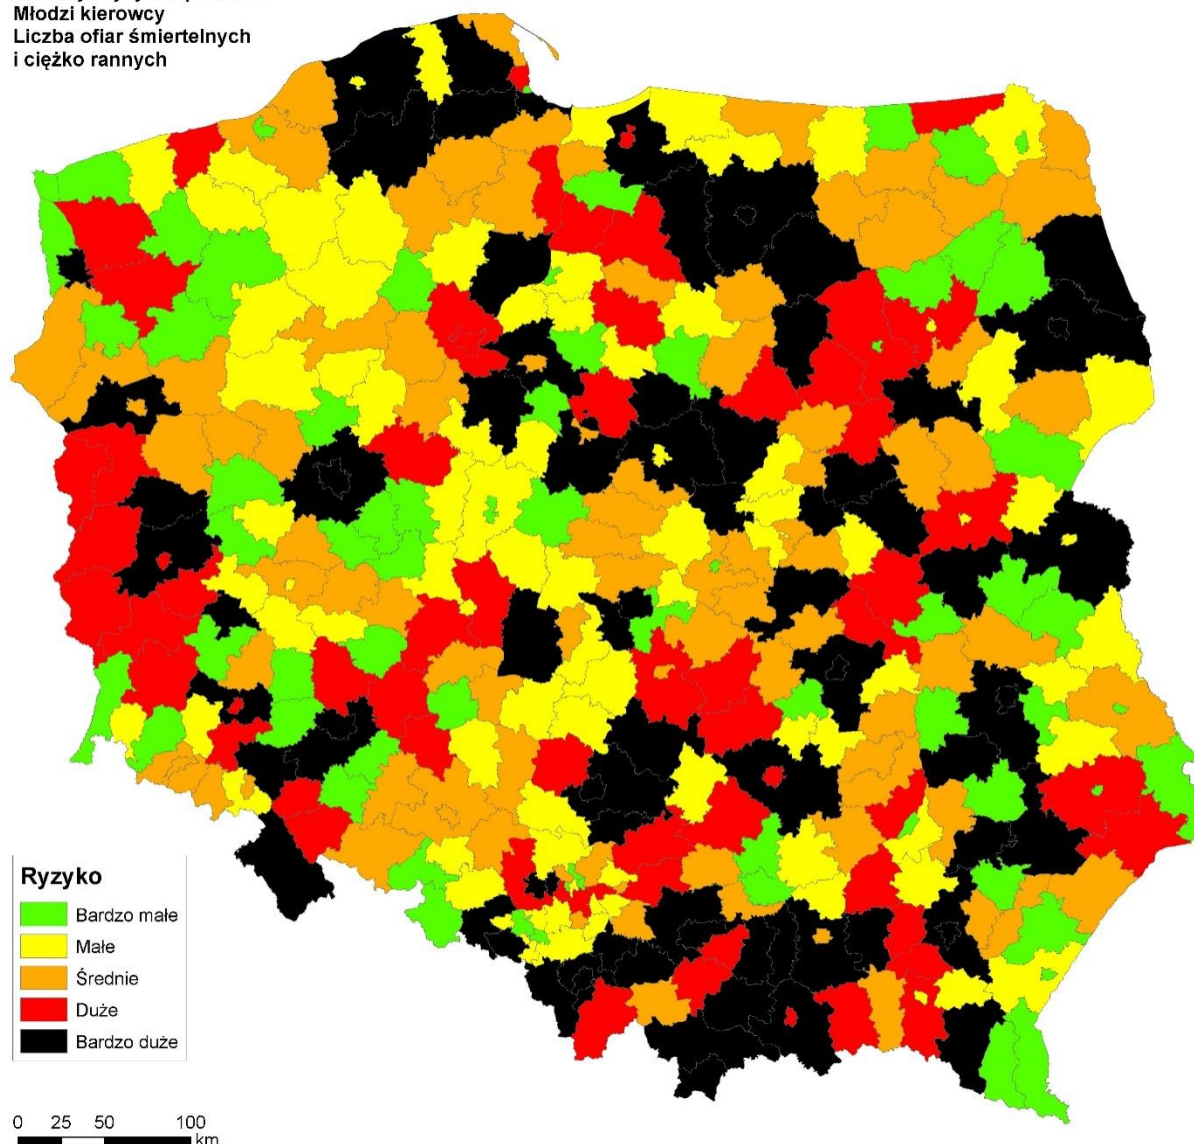 Młodzi kierowcy
Liczba ofiar śmiertelnych
i ciężko rannych
Ryzyko
Bardzo małe
Małe
Średnie
Duże
Bardzo duże
0 25 50 100
km